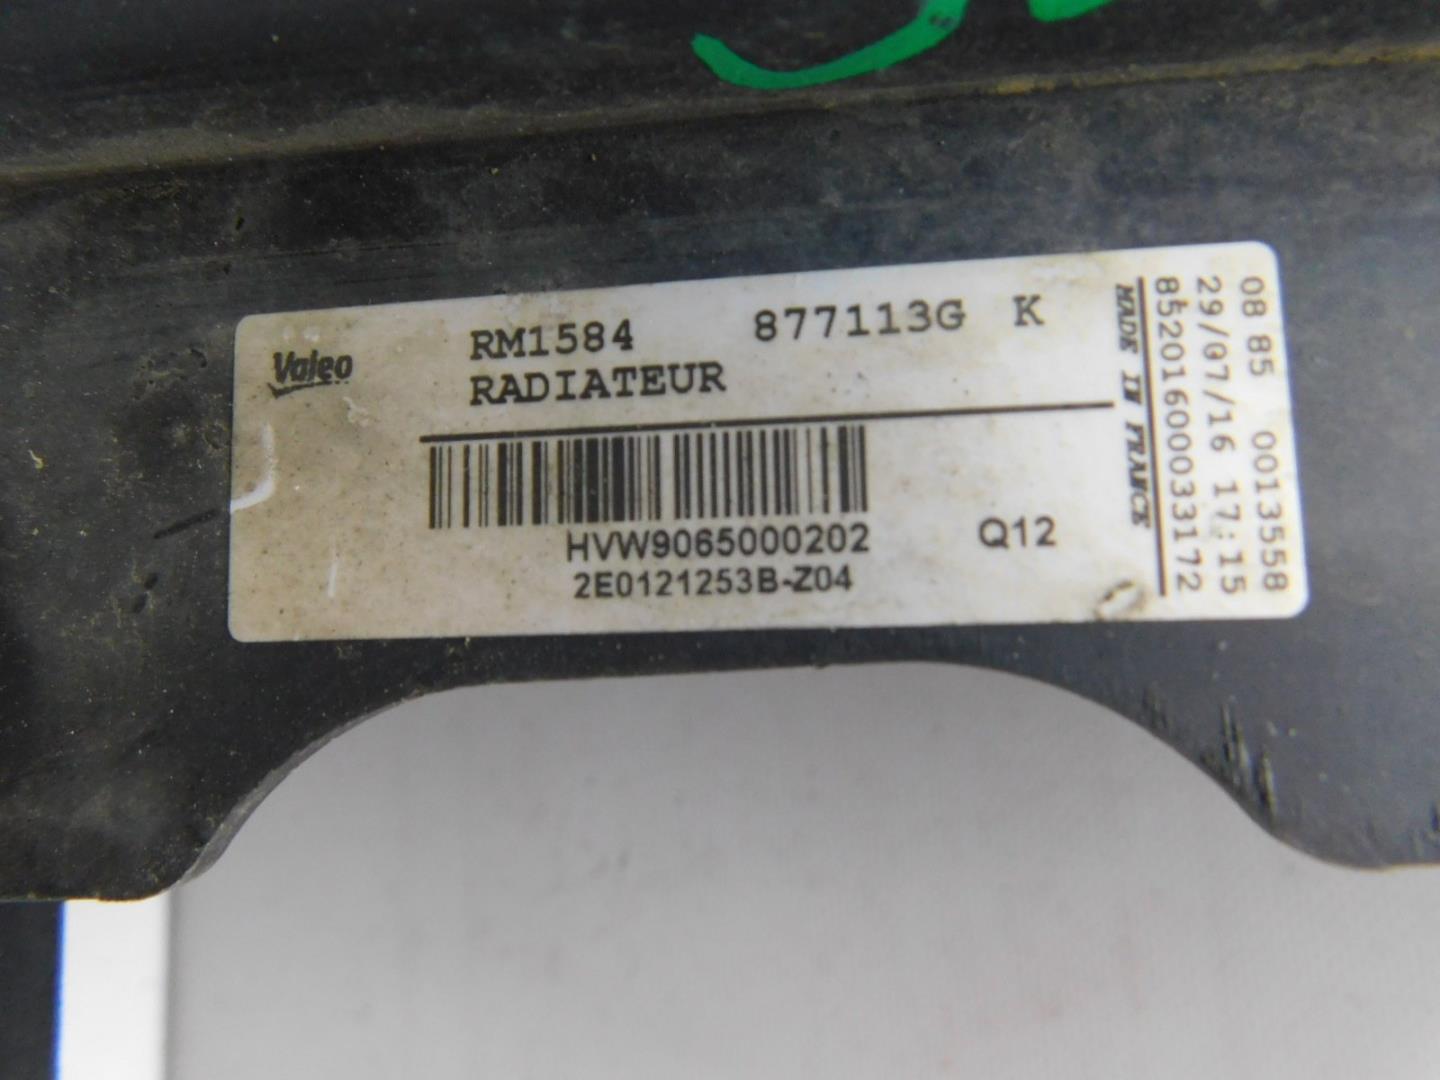 Valeo
RM1584 877113G K
RADIATEUR
HVW9065000202 Q12
2E0121253B-Z04
MADE IN FRANCE
85201600033172
29/07/16 17:15
08 85 0013558